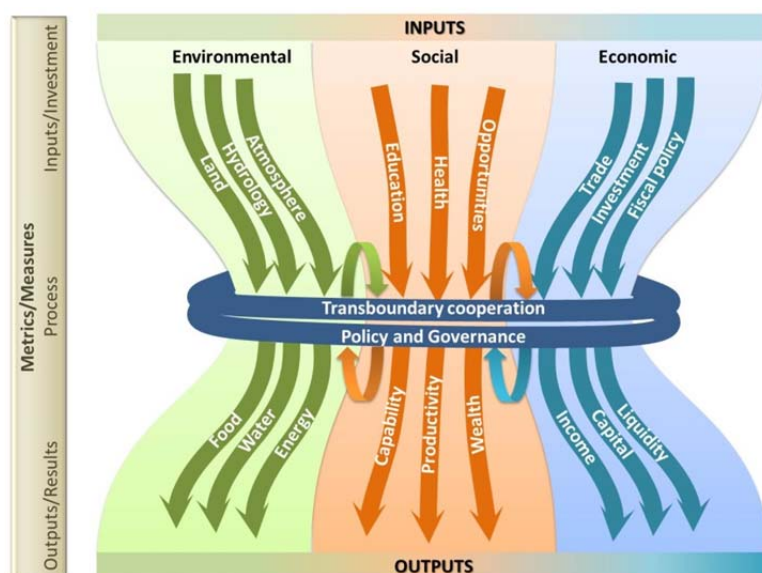 INPUTS
Environmental
Social
Economic
Land
Hydrology
Atmosphere
Education
Health
Opportunities
Trade
Investment
Fiscal policy
Transboundary cooperation
Policy and Governance
Food
Water
Energy
Capability
Productivity
Wealth
Income
Capital
Liquidity
OUTPUTS
Metrics/Measures
Inputs/Investment
Process
Outputs/Results